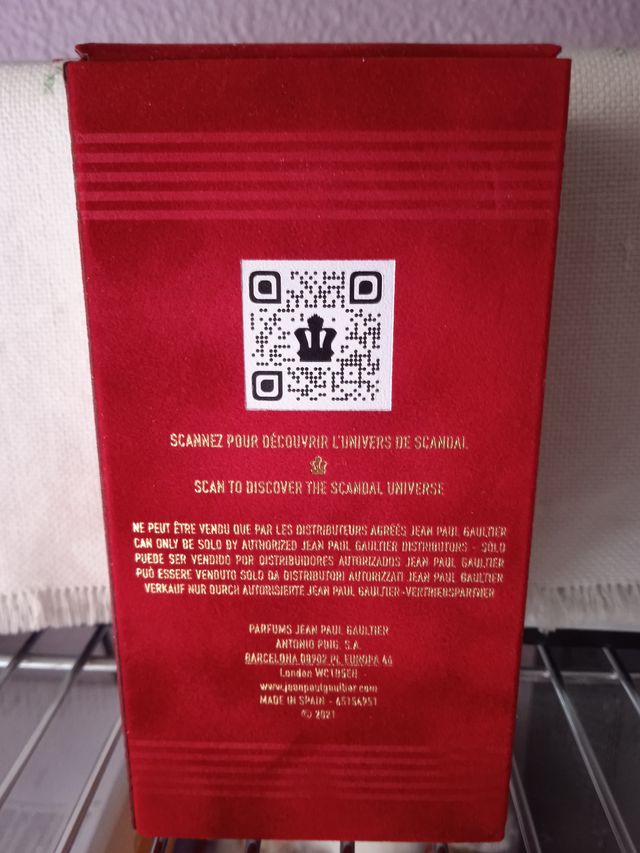 SCANNEZ POUR DÉCOUVRIR L'UNIVERS DE SCANDAL
SCAN TO DISCOVER THE SCANDAL UNIVERSE
NE PEUT ÊTRE VENDU QUE PAR LES DISTRIBUTEURS AGRÉÉS JEAN PAUL GAULTIER
CAN ONLY BE SOLD BY AUTHORIZED JEAN PAUL GAULTIER DISTRIBUTORS - SOLO
PUEDE SER VENDIDO POR DISTRIBUIDORES AUTORIZADOS JEAN PAUL GAULTIER
PUÒ ESSERE VENDUTO SOLO DA DISTRIBUTORI AUTORIZZATI JEAN PAUL GAULTIER
VERKAUF NUR DURCH AUTORISIERTE JEAN PAUL GAULTIER-VERTRIEBSPARTNER
PARFUMS JEAN PAUL GAULTIER
ANTONIO PUIG, S.A.
BARCELONA 08902 PL. EUROPA 46
London
www.jeanpaulgaultier.com
MADE IN SPAIN - 65156951
© 2021